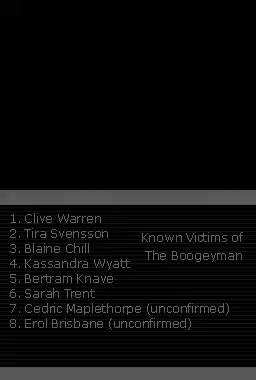 1. Clive Warren
2. Tira Svensson
3. Blaine Chill
4. Kassandra Wyatt
5. Bertram Knave
6. Sarah Trent
7. Cedric Maplethorpe (unconfirmed)
8. Erol Brisbane (unconfirmed)
Known Victims of
The Boogeyman